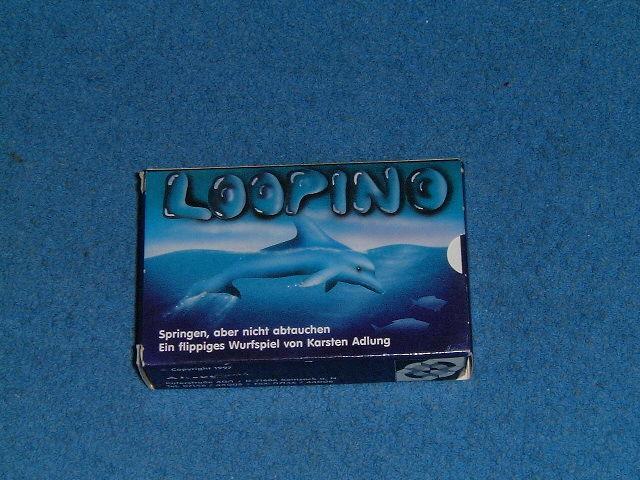 LOOPINO
Springen, aber nicht abtauchen
Ein flippiges Wurfspiel von Karsten Adlung
Copyright 1997